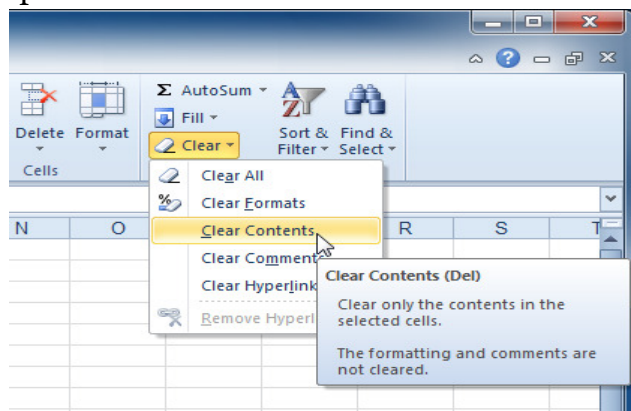 Σ AutoSum
Fill
Clear
Delete
Format
Sort &
Filter
Find &
Select
Cells
Clear All
Clear Formats
Clear Contents
Clear Comment
Clear Hyperlink
Remove Hyperl
N O R S T
Clear Contents (Del)
Clear only the contents in the
selected cells.
The formatting and comments are
not cleared.